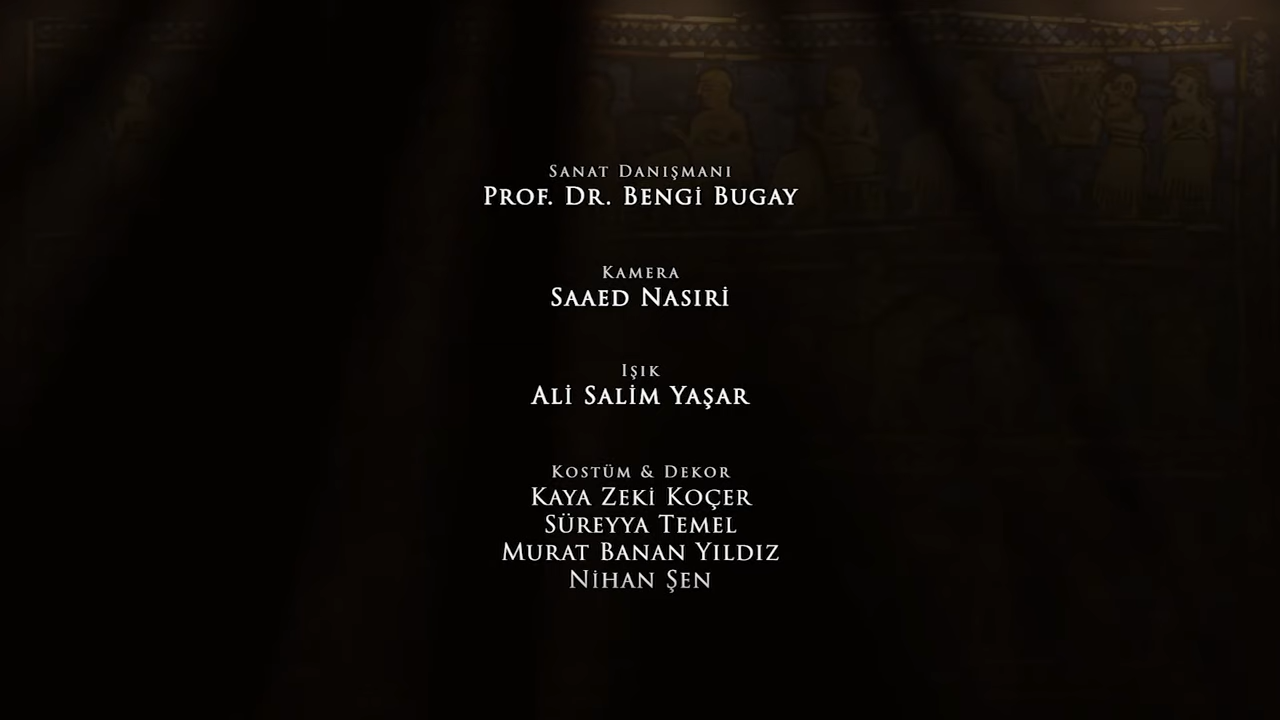 Sanat Danışmanı
Prof. Dr. Bengi Bugay
Kamera
Saaed Nasıri
Işık
Ali Salim Yaşar
Kostüm & Dekor
Kaya Zeki Koçer
Süreyya Temel
Murat Banan Yıldız
Nihan Şen